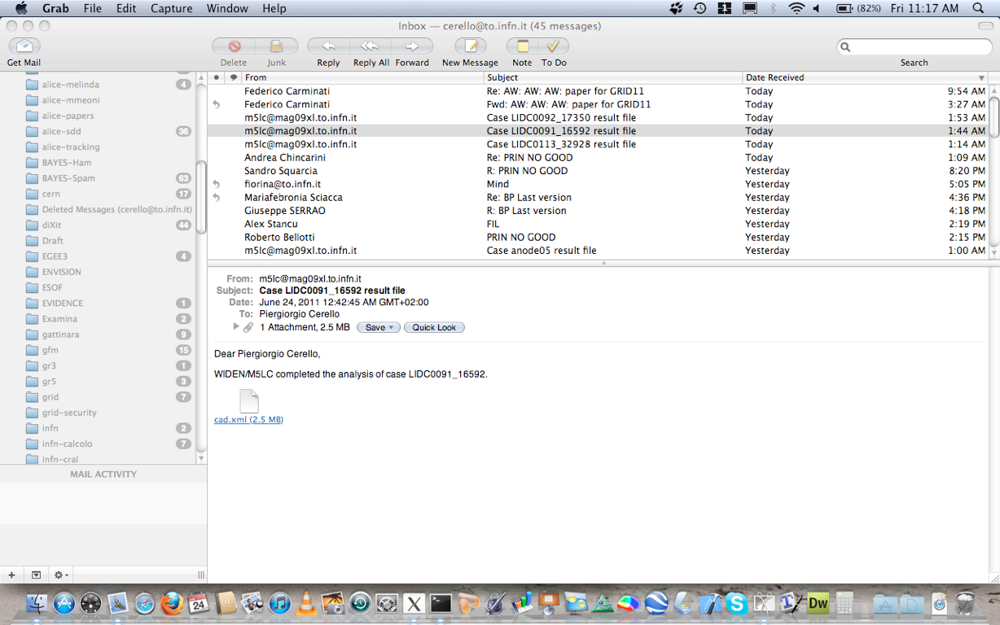 Grab File Edit Capture Window Help 1 (82%) Fri 11:17 AM
Inbox — cerello@to.infn.it (45 messages)
Get Mail Delete Junk Reply Reply All Forward New Message Note To Do Search
alice-melinda 4
alice-mmeoni
alice-papers
alice-sdd 36
alice-tracking
BAYES-Ham
BAYES-Spam 63
cern 17
Deleted Messages (cerello@to.infn.it)
diXit 44
Draft
EGEE3 4
ENVISION
ESOF
EVIDENCE 1
Examina 2
gattinara 9
gfm 15
gr3 1
gr5 3
grid 7
grid-security
infn 2
infn-calcolo 7
infn-cral
MAIL ACTIVITY
From Subject Date Received
Federico Carminati Re: AW: AW: AW: paper for GRID11 Today 9:54 AM
Federico Carminati Fwd: AW: AW: AW: paper for GRID11 Today 3:27 AM
m5lc@mag09xl.to.infn.it Case LIDC0092_17350 result file Today 1:53 AM
m5lc@mag09xl.to.infn.it Case LIDC0091_16592 result file Today 1:44 AM
m5lc@mag09xl.to.infn.it Case LIDC0113_32928 result file Today 1:14 AM
Andrea Chincarini Re: PRIN NO GOOD Today 1:09 AM
Sandro Squarcia R: PRIN NO GOOD Yesterday 8:20 PM
fiorina@to.infn.it Mind Yesterday 5:05 PM
Mariafebronia Sciacca Re: BP Last version Yesterday 4:36 PM
Giuseppe SERRAO R: BP Last version Yesterday 4:18 PM
Alex Stancu FIL Yesterday 2:19 PM
Roberto Bellotti PRIN NO GOOD Yesterday 2:15 PM
m5lc@mag09xl.to.infn.it Case anode05 result file Yesterday 1:00 AM
From: m5lc@mag09xl.to.infn.it
Subject: Case LIDC0091_16592 result file
Date: June 24, 2011 12:42:45 AM GMT+02:00
To: Piergiorgio Cerello
1 Attachment, 2.5 MB Save Quick Look
Dear Piergiorgio Cerello,
WIDEN/M5LC completed the analysis of case LIDC0091_16592.
cad.xml (2.5 MB)
24 X Dw